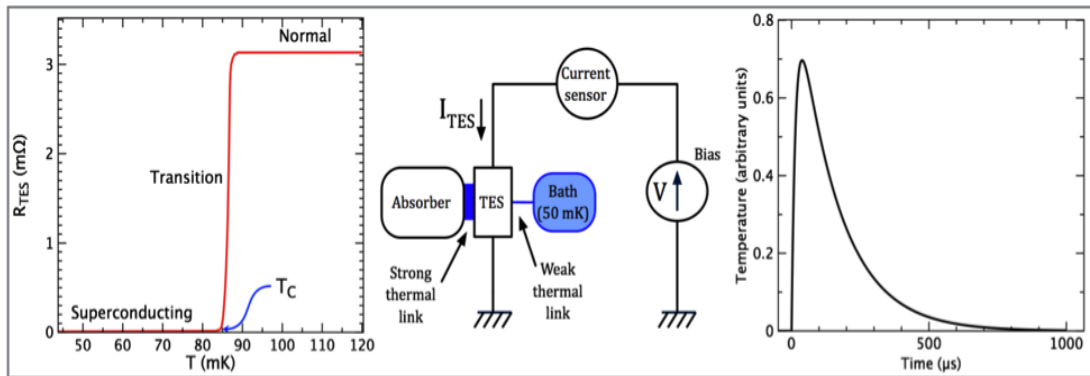 Normal
3
2
1
0
R_TES (mΩ)
Transition
Superconducting
T_C
50 60 70 80 90 100 110 120
T (mK)
Current
sensor
I_TES
Bias
V
Absorber
TES
Bath
(50 mK)
Strong
thermal
link
Weak
thermal
link
0.8
0.6
0.4
0.2
0
Temperature (arbitrary units)
0 500 1000
Time (μs)